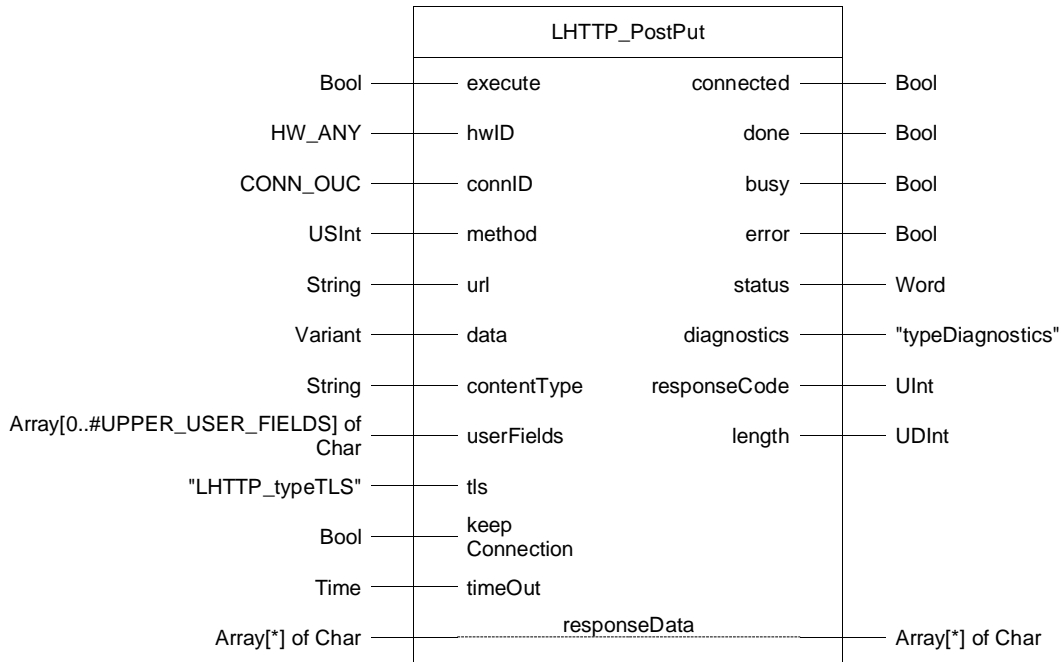 LHTTP_PostPut
Bool execute connected Bool
HW_ANY hwID done Bool
CONN_OUC connID busy Bool
USInt method error Bool
String url status Word
Variant data diagnostics "typeDiagnostics"
String contentType responseCode UInt
Array[0..#UPPER_USER_FIELDS] of
Char userFields length UDInt
"LHTTP_typeTLS" tls
Bool keep
Connection
Time timeOut
responseData
Array[*] of Char Array[*] of Char